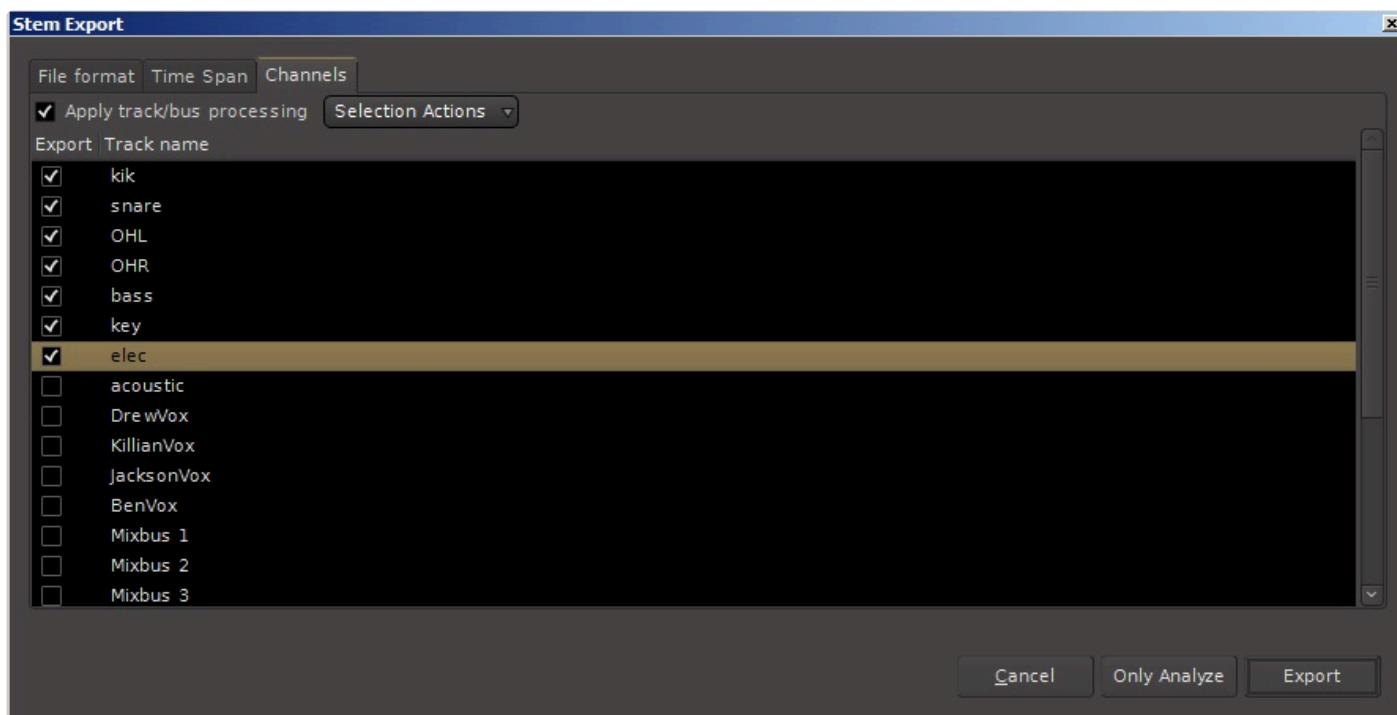 Stem Export
File format Time Span Channels
Apply track/bus processing Selection Actions
Export Track name
kik
snare
OHL
OHR
bass
key
elec
acoustic
DrewVox
KillianVox
JacksonVox
BenVox
Mixbus 1
Mixbus 2
Mixbus 3
Cancel Only Analyze Export